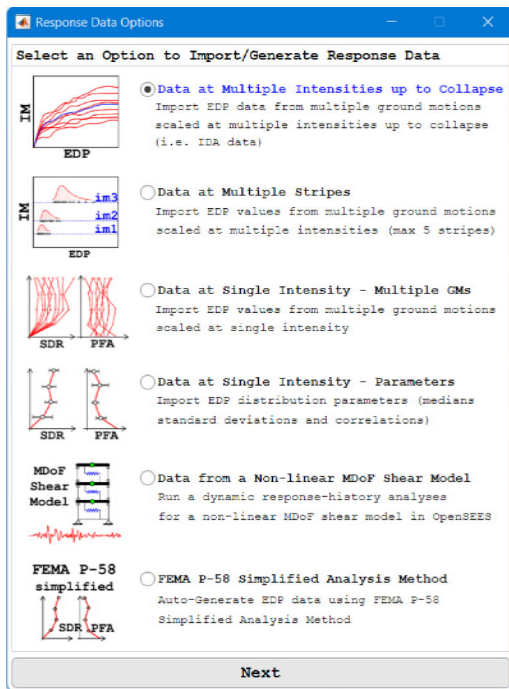 Response Data Options
Select an Option to Import/Generate Response Data
IM
EDP
Data at Multiple Intensities up to Collapse
Import EDP data from multiple ground motions
scaled at multiple intensities up to collapse
(i.e. IDA data)
IM
im3
im2
im1
EDP
Data at Multiple Stripes
Import EDP values from multiple ground motions
scaled at multiple intensities (max 5 stripes)
SDR PFA
Data at Single Intensity - Multiple GMs
Import EDP values from multiple ground motions
scaled at single intensity
SDR PFA
Data at Single Intensity - Parameters
Import EDP distribution parameters (medians
standard deviations and correlations)
MDoF
Shear
Model
Data from a Non-linear MDoF Shear Model
Run a dynamic response-history analyses
for a non-linear MDoF shear model in OpenSEES
FEMA P-58
simplified
SDR PFA
FEMA P-58 Simplified Analysis Method
Auto-Generate EDP data using FEMA P-58
Simplified Analysis Method
Next